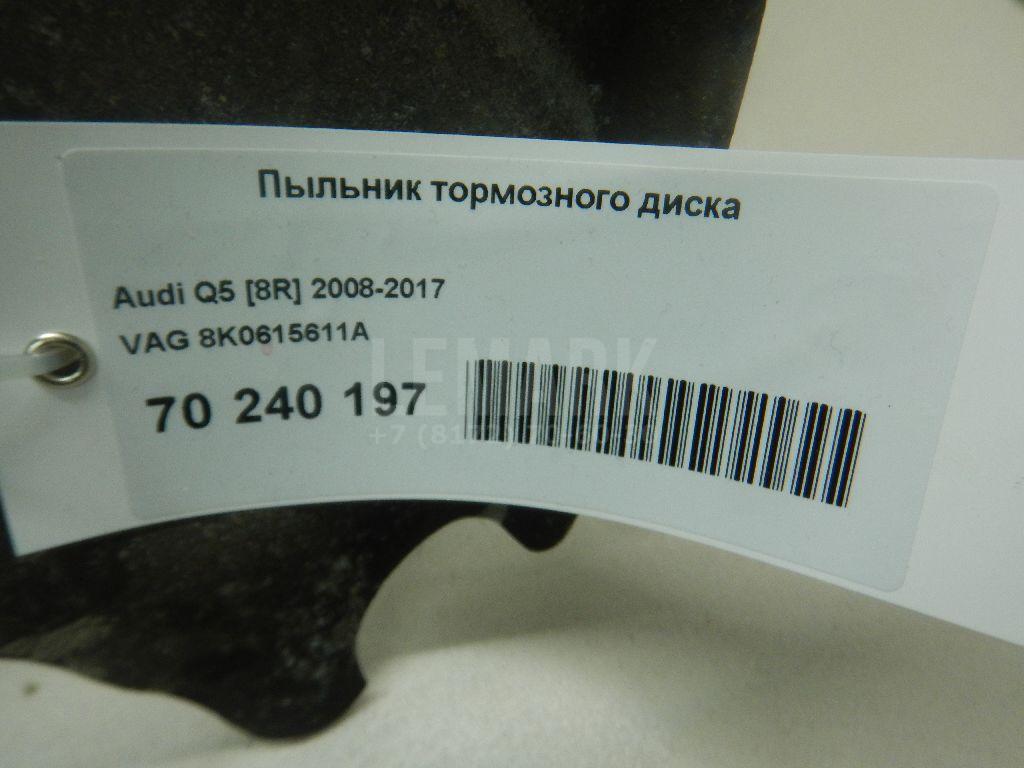 Пыльник тормозного диска
Audi Q5 [8R] 2008-2017
VAG 8K0615611A
70 240 197
LEMARK